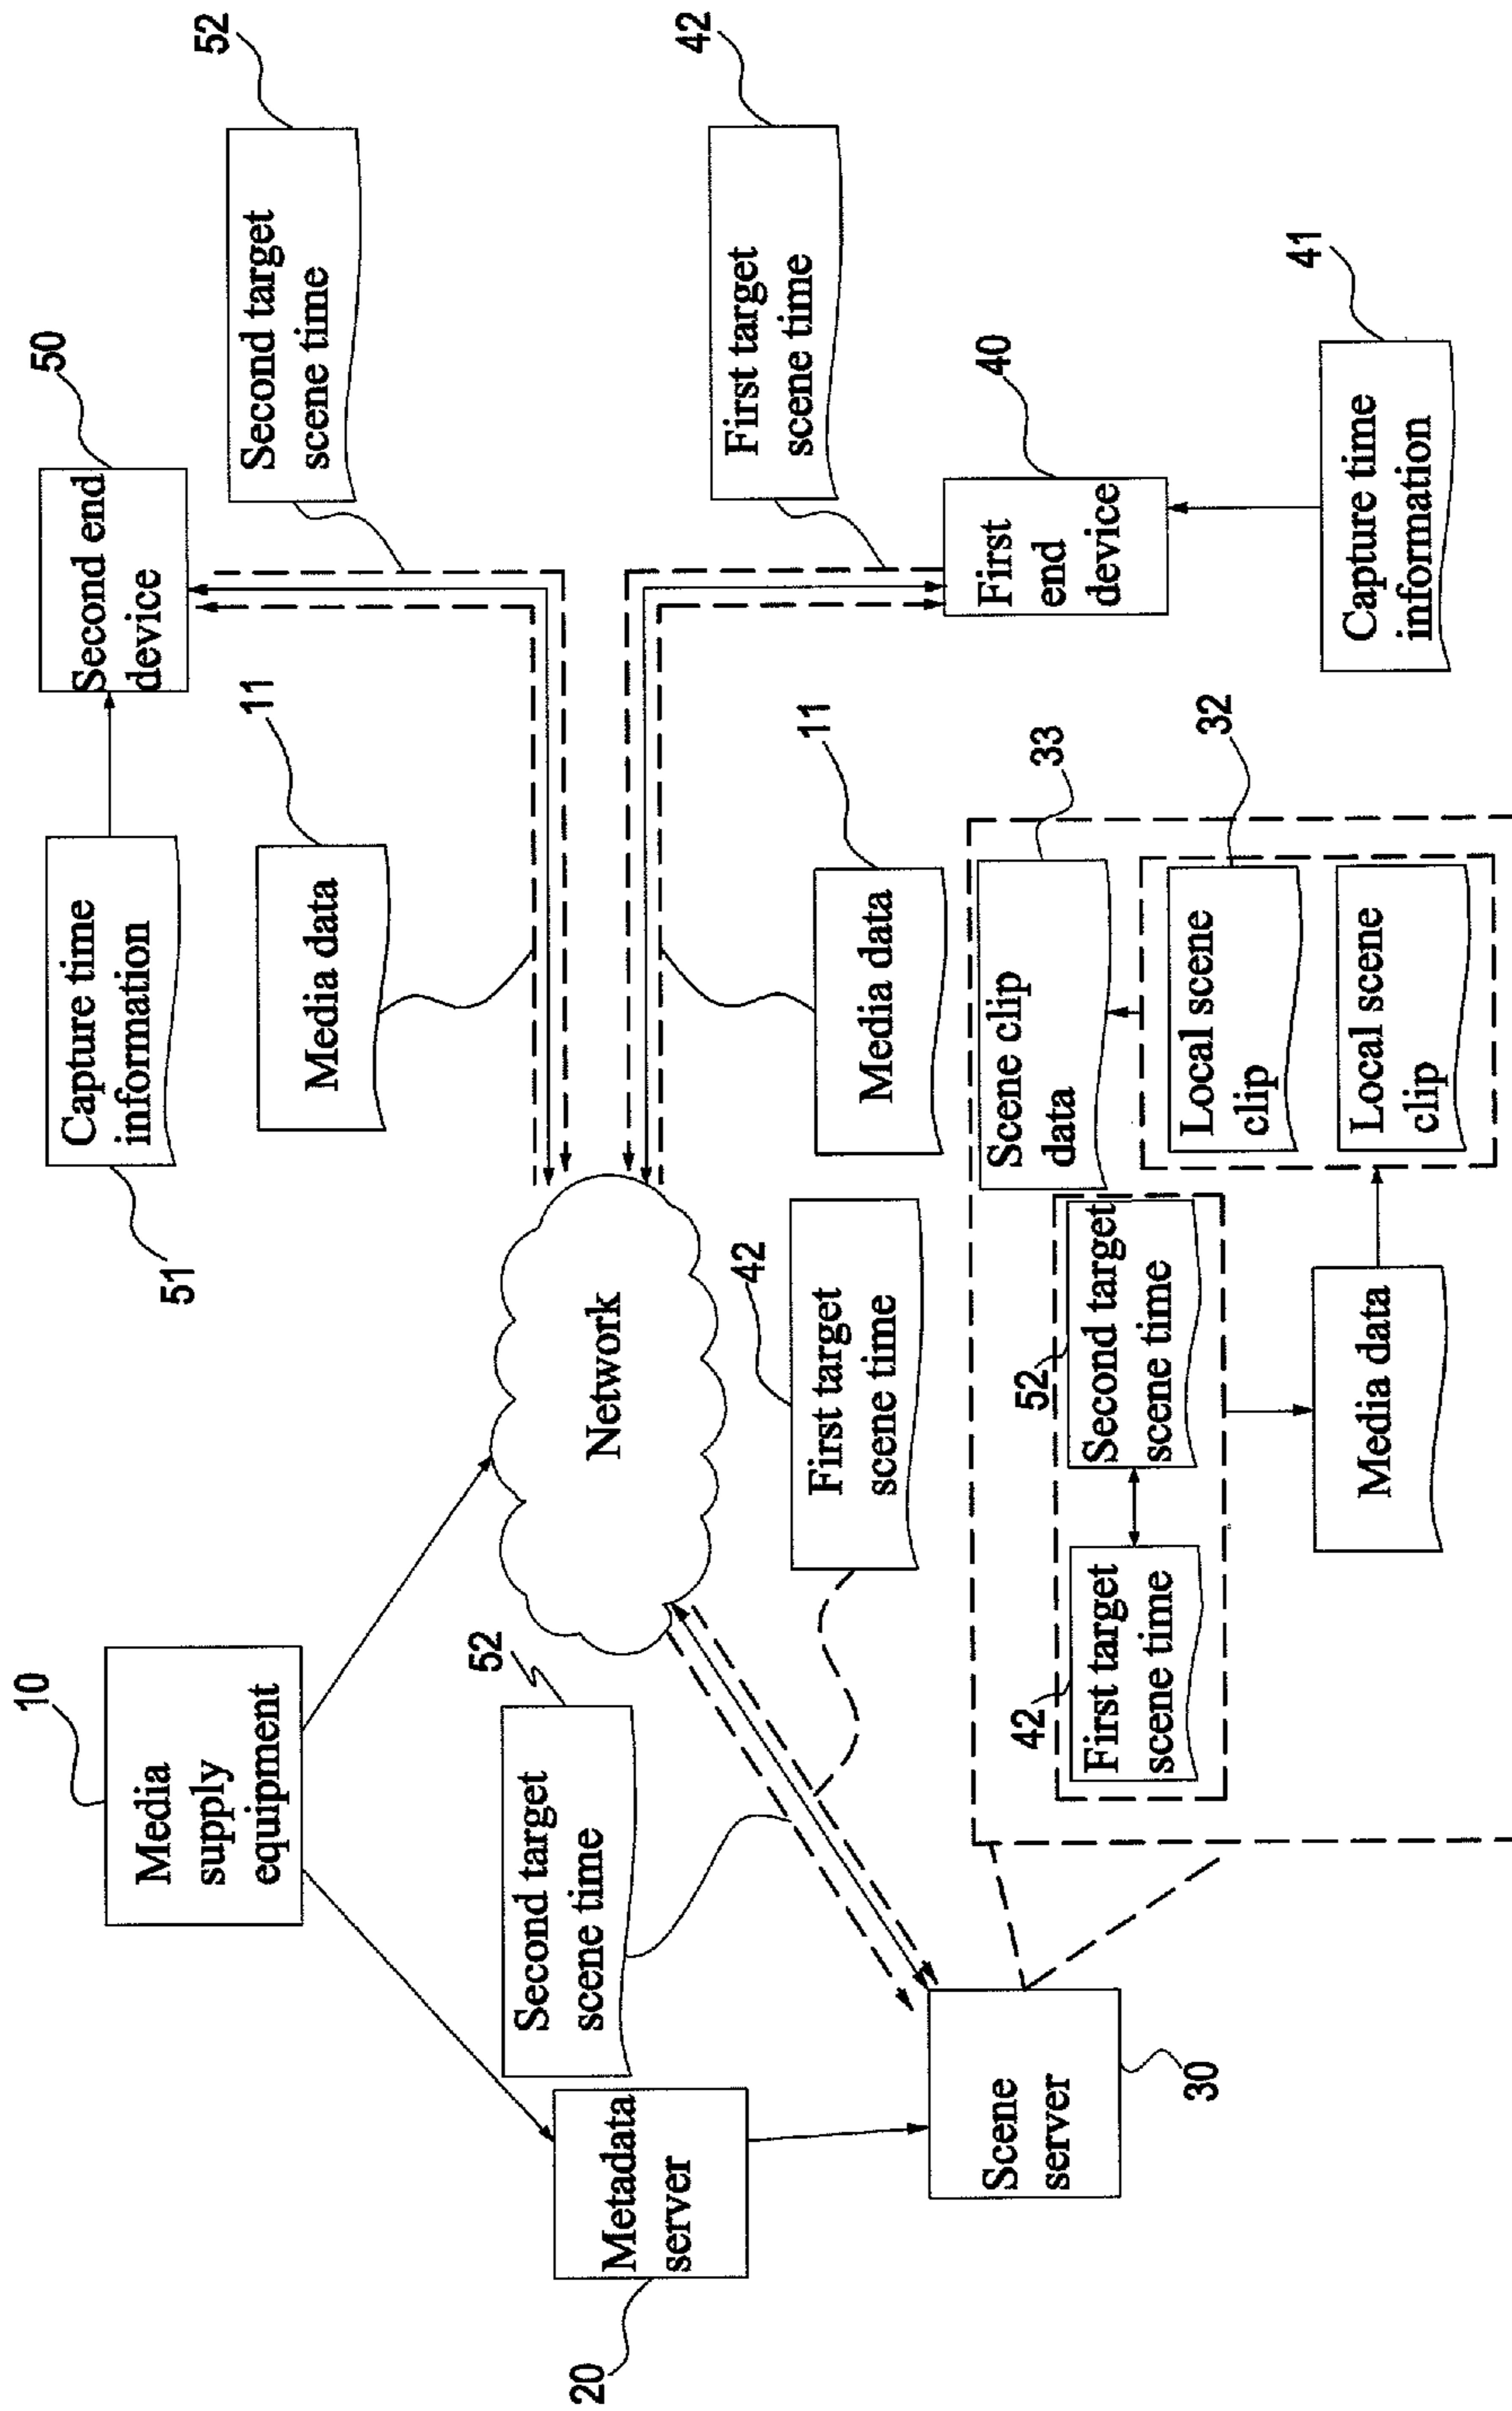 10
Media
supply
equipment
20
Metadata
server
52
Second target
scene time
30
Scene
server
Network
42
First target
scene time
51
Capture time
information
50
Second end
device
11
Media data
52
Second target
scene time
42
First target
scene time
11
Media data
40
First
end
device
41
Capture time
information
42
First target
scene time
52
Second target
scene time
Media data
33
Scene clip
data
32
Local scene
clip
Local scene
clip